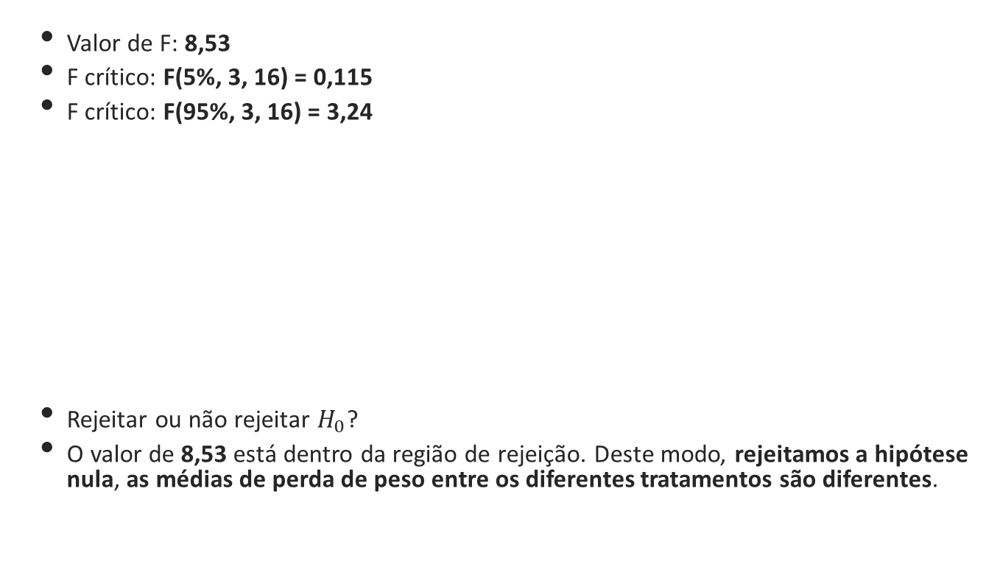 • Valor de F: 8,53
• F crítico: F(5%, 3, 16) = 0,115
• F crítico: F(95%, 3, 16) = 3,24
• Rejeitar ou não rejeitar H₀?
• O valor de 8,53 está dentro da região de rejeição. Deste modo, rejeitamos a hipótese
nula, as médias de perda de peso entre os diferentes tratamentos são diferentes.